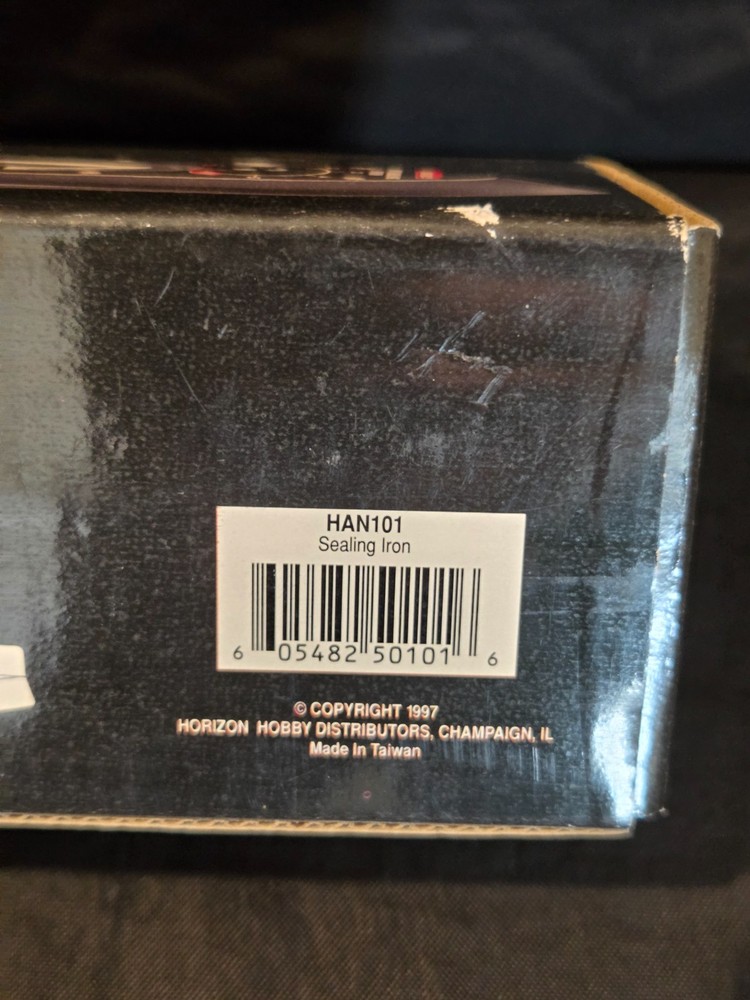 HAN101
Sealing Iron
6 05482 50101 6
© COPYRIGHT 1997
HORIZON HOBBY DISTRIBUTORS, CHAMPAIGN, IL
Made In Taiwan